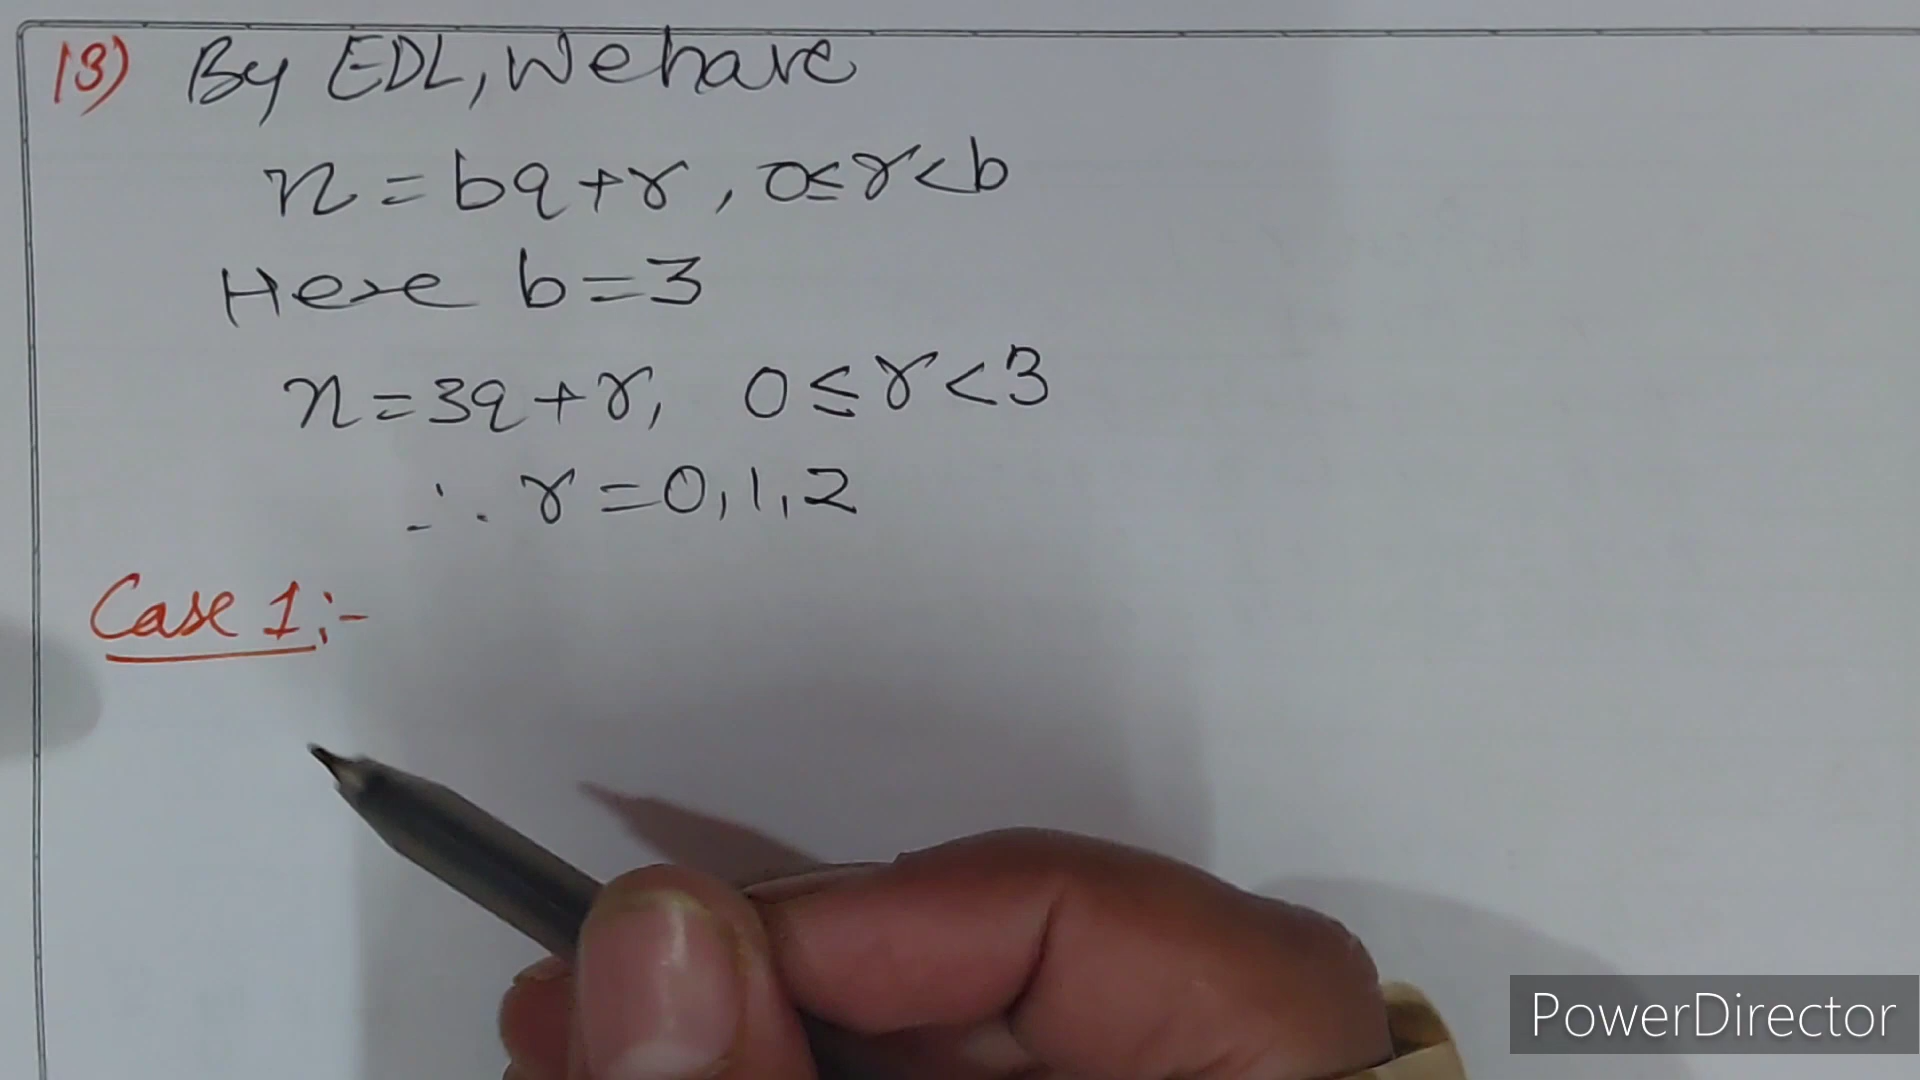 13) By EDL, We have
n = bq + r, 0≤r<b
Here b=3
n = 3q + r, 0≤r<3
∴ r = 0, 1, 2
Case 1:-
PowerDirector